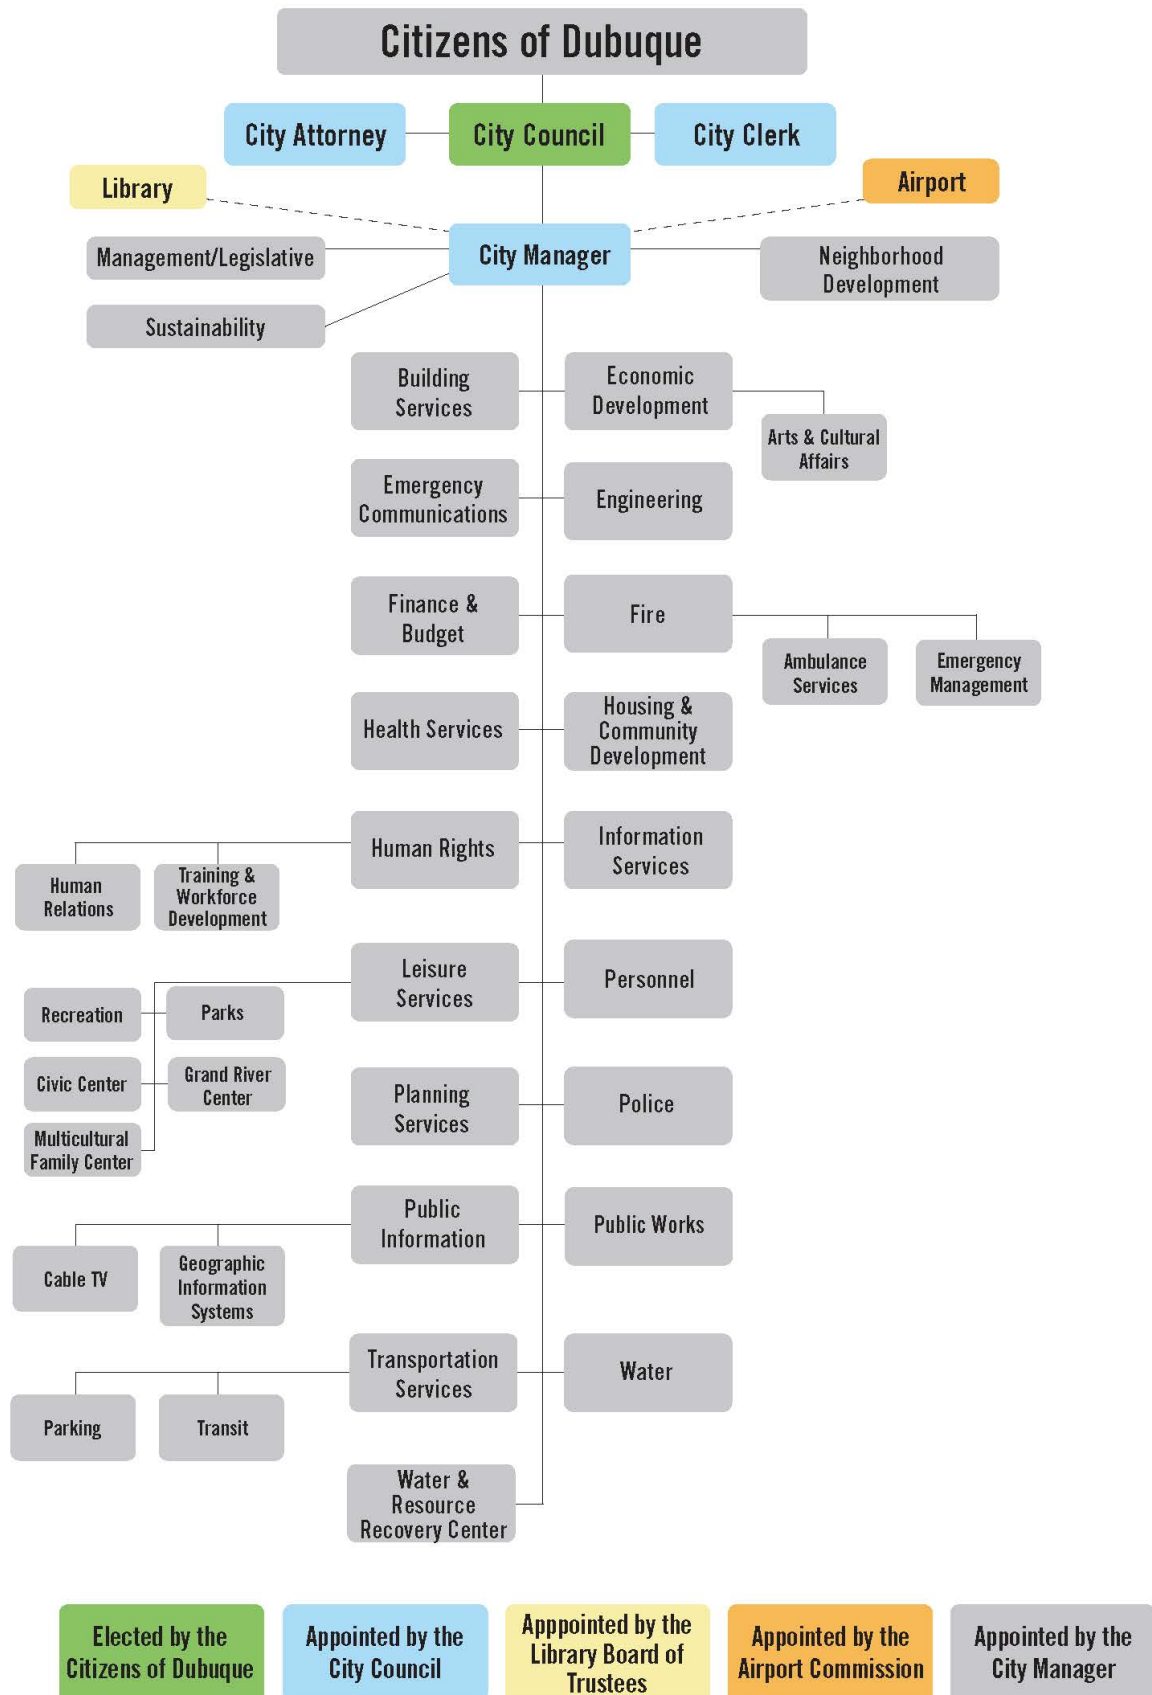 Citizens of Dubuque
City Attorney
City Council
City Clerk
Library
Airport
Management/Legislative
City Manager
Neighborhood
Development
Sustainability
Building
Services
Economic
Development
Arts & Cultural
Affairs
Emergency
Communications
Engineering
Finance &
Budget
Fire
Ambulance
Services
Emergency
Management
Health Services
Housing &
Community
Development
Human Rights
Information
Services
Human
Relations
Training &
Workforce
Development
Leisure
Services
Personnel
Recreation
Parks
Civic Center
Grand River
Center
Multicultural
Family Center
Planning
Services
Police
Public
Information
Public Works
Cable TV
Geographic
Information
Systems
Transportation
Services
Water
Parking
Transit
Water &
Resource
Recovery Center
Elected by the
Citizens of Dubuque
Appointed by the
City Council
Apppointed by the
Library Board of
Trustees
Appointed by the
Airport Commission
Appointed by the
City Manager